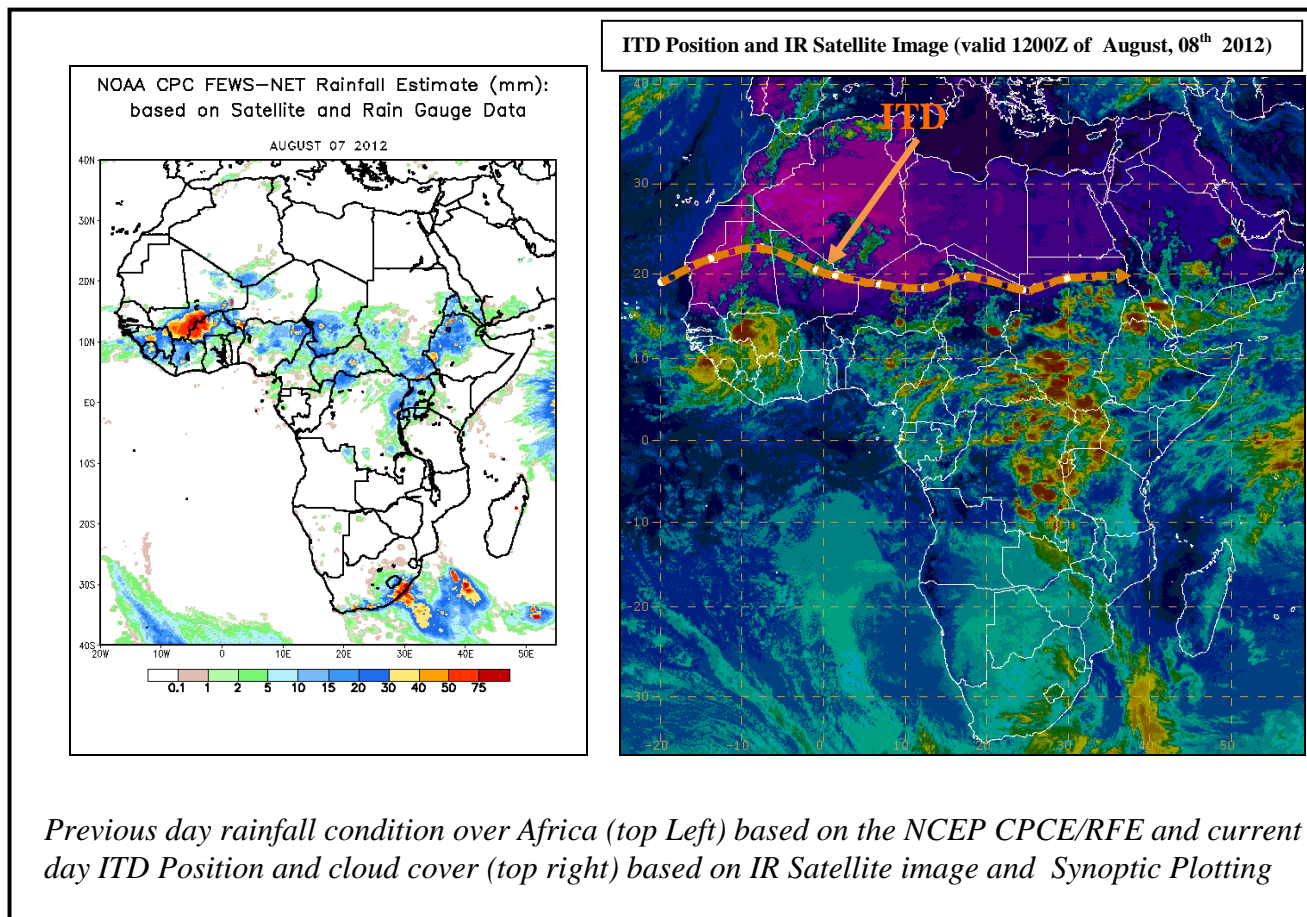 ITD Position and IR Satellite Image (valid 1200Z of August, 08th 2012)
NOAA CPC FEWS-NET Rainfall Estimate (mm):
based on Satellite and Rain Gauge Data
AUGUST 07 2012
40N
30N
20N
10N
EQ
10S
20S
30S
40S
20W 10W 0 10E 20E 30E 40E 50E
0.1 1 2 5 10 15 20 30 40 50 75
ITD
40
30
20
10
0
-10
-20
-30
-20 -10 0 10 20 30 40 50
Previous day rainfall condition over Africa (top Left) based on the NCEP CPCE/RFE and current
day ITD Position and cloud cover (top right) based on IR Satellite image and Synoptic Plotting